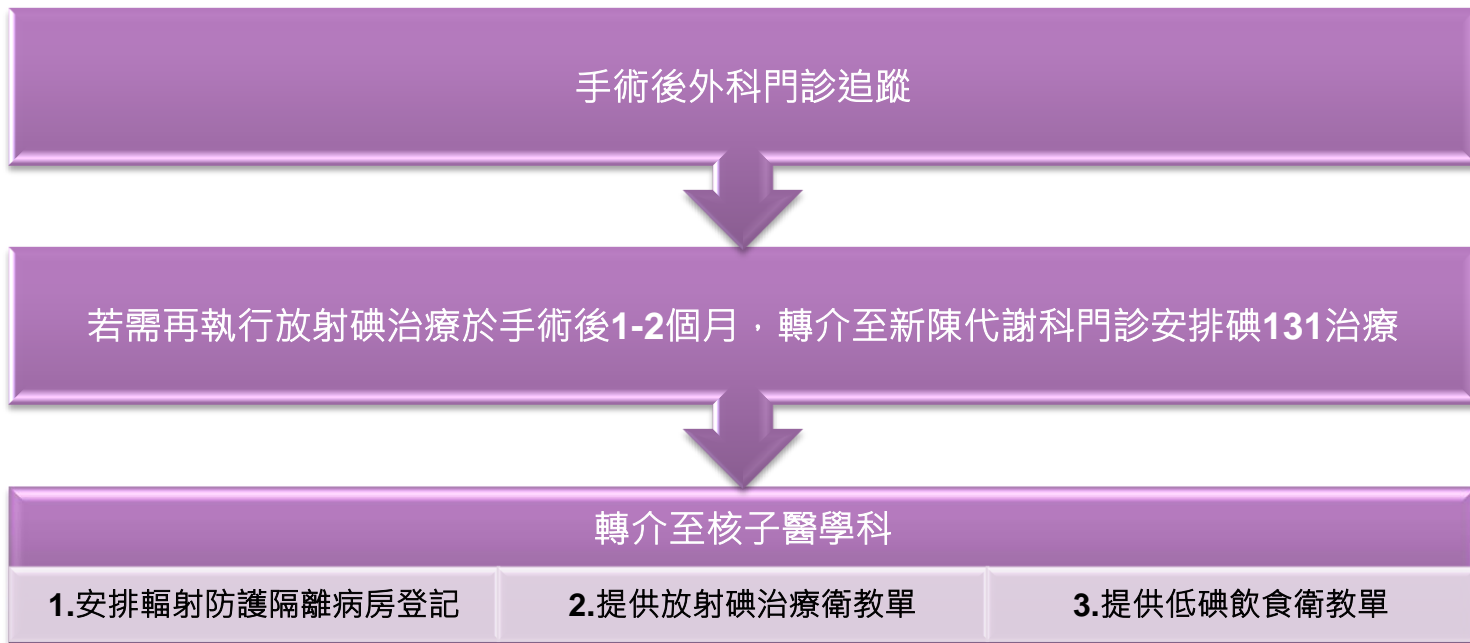 手術後外科門診追蹤
若需再執行放射碘治療於手術後1-2個月，轉介至新陳代謝科門診安排碘131治療
轉介至核子醫學科
1.安排輻射防護隔離病房登記
2.提供放射碘治療衛教單
3.提供低碘飲食衛教單